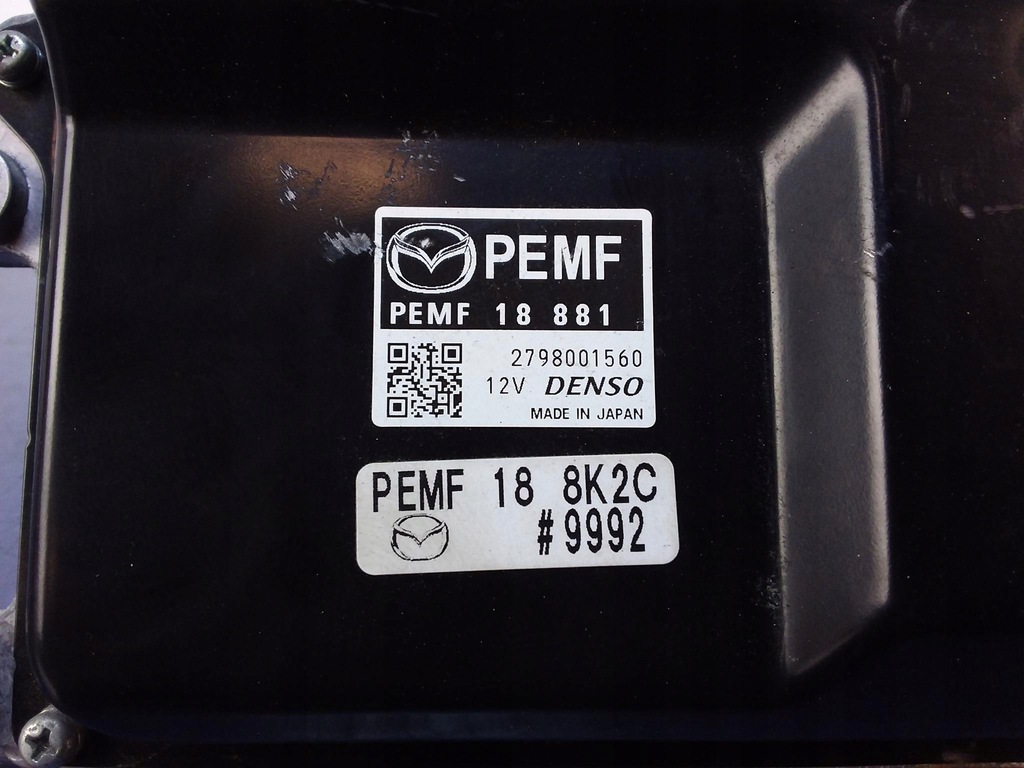 PEMF
PEMF 18 881
2798001560
12V DENSO
MADE IN JAPAN
PEMF 18 8K2C
#9992